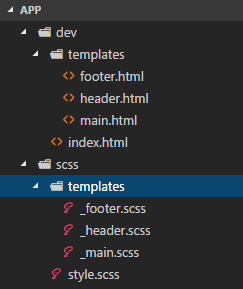 APP
dev
templates
footer.html
header.html
main.html
index.html
scss
templates
_footer.scss
_header.scss
_main.scss
style.scss